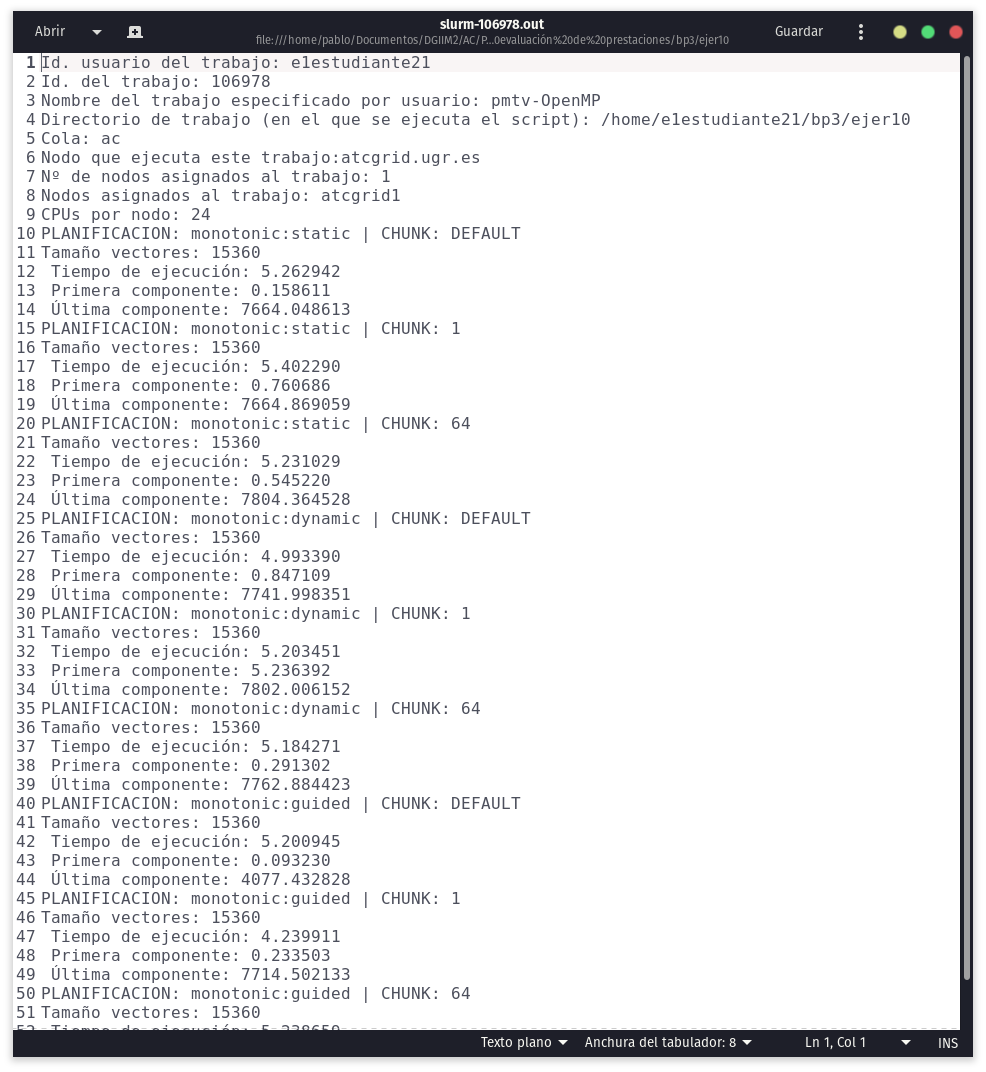 Abrir
slurm-106978.out
file:///home/pablo/Documentos/DGIIM2/AC/P...0evaluación%20de%20prestaciones/bp3/ejer10
Guardar
1 Id. usuario del trabajo: e1estudiante21
2 Id. del trabajo: 106978
3 Nombre del trabajo especificado por usuario: pmtv-OpenMP
4 Directorio de trabajo (en el que se ejecuta el script): /home/e1estudiante21/bp3/ejer10
5 Cola: ac
6 Nodo que ejecuta este trabajo:atcgrid.ugr.es
7 Nº de nodos asignados al trabajo: 1
8 Nodos asignados al trabajo: atcgrid1
9 CPUs por nodo: 24
10 PLANIFICACION: monotonic:static | CHUNK: DEFAULT
11 Tamaño vectores: 15360
12  Tiempo de ejecución: 5.262942
13  Primera componente: 0.158611
14  Última componente: 7664.048613
15 PLANIFICACION: monotonic:static | CHUNK: 1
16 Tamaño vectores: 15360
17  Tiempo de ejecución: 5.402290
18  Primera componente: 0.760686
19  Última componente: 7664.869059
20 PLANIFICACION: monotonic:static | CHUNK: 64
21 Tamaño vectores: 15360
22  Tiempo de ejecución: 5.231029
23  Primera componente: 0.545220
24  Última componente: 7804.364528
25 PLANIFICACION: monotonic:dynamic | CHUNK: DEFAULT
26 Tamaño vectores: 15360
27  Tiempo de ejecución: 4.993390
28  Primera componente: 0.847109
29  Última componente: 7741.998351
30 PLANIFICACION: monotonic:dynamic | CHUNK: 1
31 Tamaño vectores: 15360
32  Tiempo de ejecución: 5.203451
33  Primera componente: 5.236392
34  Última componente: 7802.006152
35 PLANIFICACION: monotonic:dynamic | CHUNK: 64
36 Tamaño vectores: 15360
37  Tiempo de ejecución: 5.184271
38  Primera componente: 0.291302
39  Última componente: 7762.884423
40 PLANIFICACION: monotonic:guided | CHUNK: DEFAULT
41 Tamaño vectores: 15360
42  Tiempo de ejecución: 5.200945
43  Primera componente: 0.093230
44  Última componente: 4077.432828
45 PLANIFICACION: monotonic:guided | CHUNK: 1
46 Tamaño vectores: 15360
47  Tiempo de ejecución: 4.239911
48  Primera componente: 0.233503
49  Última componente: 7714.502133
50 PLANIFICACION: monotonic:guided | CHUNK: 64
51 Tamaño vectores: 15360
52  Tiempo de ejecución:
Texto plano
Anchura del tabulador: 8
Ln 1, Col 1
INS